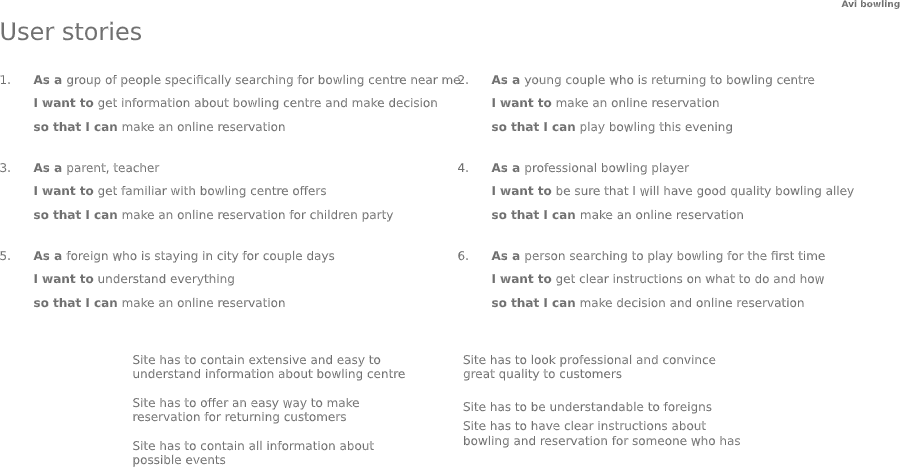 Avi bowling
User stories
1. As a group of people specifically searching for bowling centre near me
I want to get information about bowling centre and make decision
so that I can make an online reservation
2. As a young couple who is returning to bowling centre
I want to make an online reservation
so that I can play bowling this evening
3. As a parent, teacher
I want to get familiar with bowling centre offers
so that I can make an online reservation for children party
4. As a professional bowling player
I want to be sure that I will have good quality bowling alley
so that I can make an online reservation
5. As a foreign who is staying in city for couple days
I want to understand everything
so that I can make an online reservation
6. As a person searching to play bowling for the first time
I want to get clear instructions on what to do and how
so that I can make decision and online reservation
Site has to contain extensive and easy to
understand information about bowling centre
Site has to offer an easy way to make
reservation for returning customers
Site has to contain all information about
possible events
Site has to look professional and convince
great quality to customers
Site has to be understandable to foreigns
Site has to have clear instructions about
bowling and reservation for someone who has